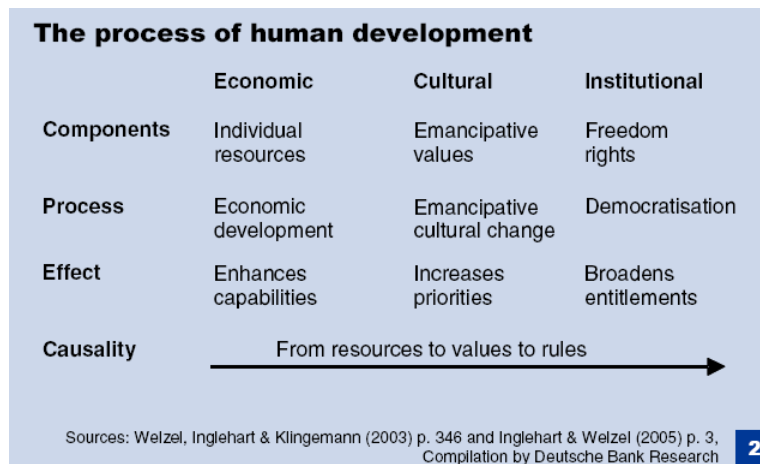 The process of human development
Economic Cultural Institutional
Components Individual resources Emancipative values Freedom rights
Process Economic development Emancipative cultural change Democratisation
Effect Enhances capabilities Increases priorities Broadens entitlements
Causality From resources to values to rules
Sources: Welzel, Inglehart & Klingemann (2003) p. 346 and Inglehart & Welzel (2005) p. 3,
Compilation by Deutsche Bank Research
2